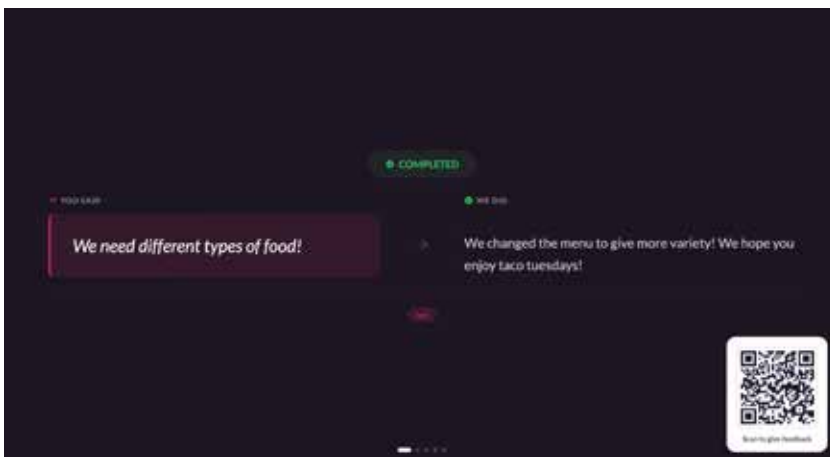 COMPLETED
YOU SAID
WE DID
We need different types of food!
We changed the menu to give more variety! We hope you
enjoy taco tuesdays!
Scan to give feedback